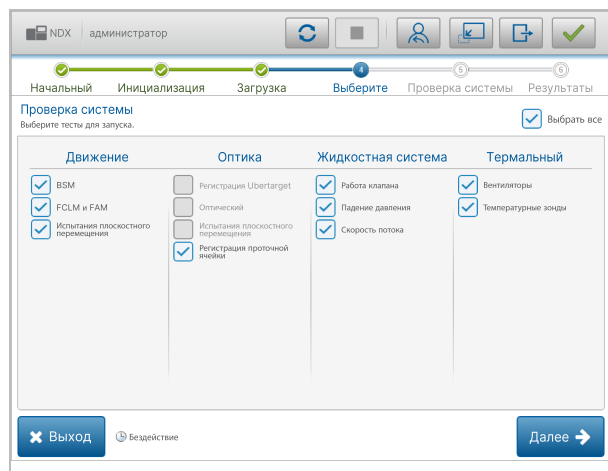 NDX администратор
4 5 6
Начальный Инициализация Загрузка Выберите Проверка системы Результаты
Проверка системы
Выберите тесты для запуска.
Выбрать все
Движение
BSM
FCLM и FAM
Испытания плоскостного
перемещения
Оптика
Регистрация Ubertarget
Оптический
Испытания плоскостного
перемещения
Регистрация проточной
ячейки
Жидкостная система
Работа клапана
Падение давления
Скорость потока
Термальный
Вентиляторы
Температурные зонды
Выход
Бездействие
Далее